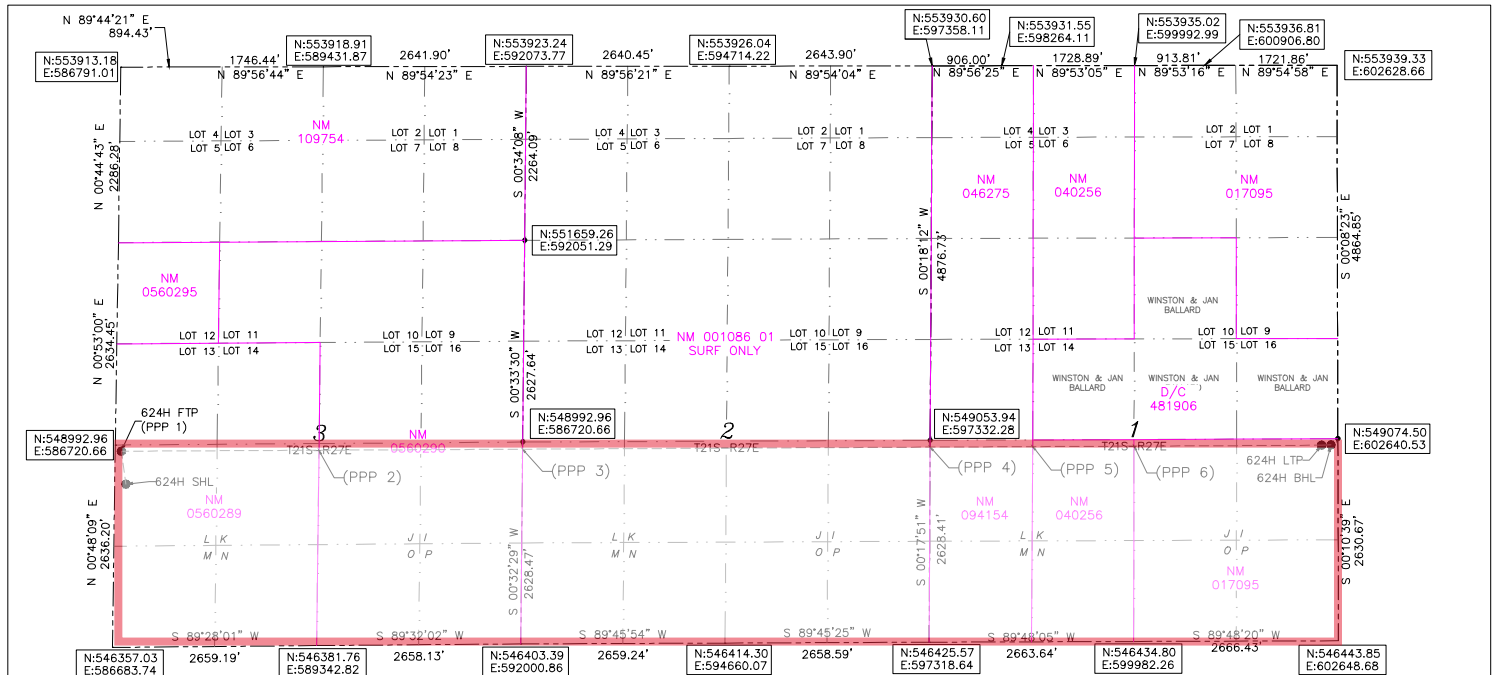 N 89°44'21" E
894.43'
N:553913.18
E:586791.01
1746.44'
N 89°56'44" E
N:553918.91
E:589431.87
2641.90'
N 89°54'23" E
N:553923.24
E:592073.77
2640.45'
N 89°56'21" E
N:553926.04
E:594714.22
2643.90'
N 89°54'04" E
N:553930.60
E:597358.11
906.00'
N 89°56'25" E
N:553931.55
E:598264.11
1728.89'
N 89°53'05" E
N:553935.02
E:599992.99
913.81'
N 89°53'16" E
N:553936.81
E:600906.80
1721.86'
N 89°54'58" E
N:553939.33
E:602628.66
N 00°44'43" E
2286.28'
LOT 4 LOT 3
LOT 5 LOT 6
NM
109754
LOT 2 LOT 1
LOT 7 LOT 8
S 00°34'08" W
2264.09'
LOT 4 LOT 3
LOT 5 LOT 6
LOT 2 LOT 1
LOT 7 LOT 8
LOT 4 LOT 3
LOT 5 LOT 6
LOT 2 LOT 1
LOT 7 LOT 8
NM
046275
NM
040256
NM
017095
S 00°18'12" W
4876.73'
S 00°08'23" E
4864.85'
N:551659.26
E:592051.29
NM
0560295
WINSTON & JAN
BALLARD
N 00°53'00" E
2634.45'
LOT 12 LOT 11
LOT 13 LOT 14
LOT 10 LOT 9
LOT 15 LOT 16
S 00°33'30" W
2627.64'
LOT 12 LOT 11
LOT 13 LOT 14
NM 001086 01
SURF ONLY
LOT 10 LOT 9
LOT 15 LOT 16
LOT 12 LOT 11
LOT 13 LOT 14
LOT 10 LOT 9
LOT 15 LOT 16
WINSTON & JAN
BALLARD
WINSTON & JAN
BALLARD
WINSTON & JAN
BALLARD
D/C
481906
624H FTP
(PPP 1)
N:548992.96
E:586720.66
3
T21S-R27E
NM
0560290
N:548992.96
E:586720.66
2
T21S-R27E
N:549053.94
E:597332.28
1
T21S-R27E
N:549074.50
E:602640.53
(PPP 2)
(PPP 3)
(PPP 4)
(PPP 5)
(PPP 6)
624H LTP
624H BHL
624H SHL
NM
0560289
NM
094154
NM
040256
N 00°48'09" E
2636.20'
L K
M N
J I
O P
S 00°32'29" W
2628.47'
L K
M N
J I
O P
S 00°17'51" W
2628.41'
L K
M N
J I
O P
NM
017095
S 00°10'39" E
2630.67'
S 89°28'01" W
S 89°32'02" W
S 89°45'54" W
S 89°45'25" W
S 89°48'05" W
S 89°48'20" W
N:546357.03
E:586683.74
2659.19'
N:546381.76
E:589342.82
2658.13'
N:546403.39
E:592000.86
2659.24'
N:546414.30
E:594660.07
2658.59'
N:546425.57
E:597318.64
2663.64'
N:546434.80
E:599982.26
2666.43'
N:546443.85
E:602648.68